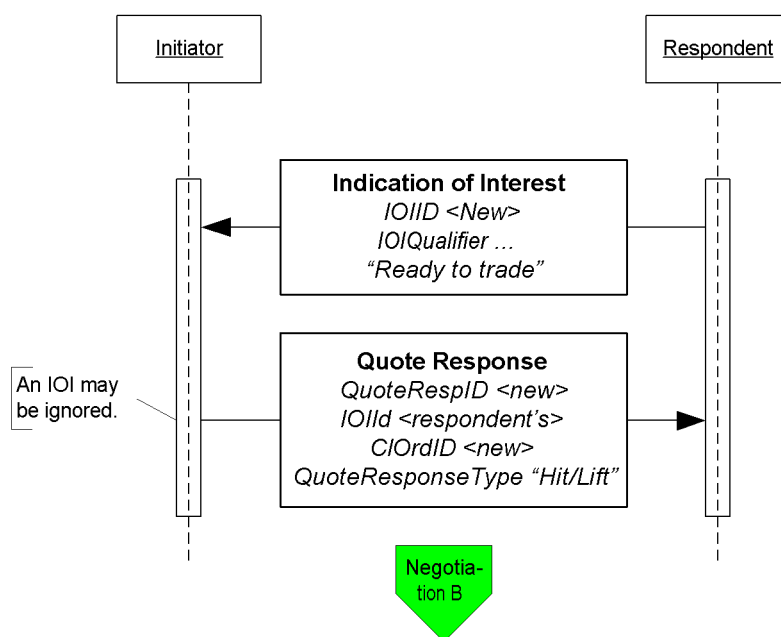 Initiator
Respondent
Indication of Interest
IOIID <New>
IOIQualifier ...
“Ready to trade”
Quote Response
QuoteRespID <new>
IOIId <respondent's>
ClOrdID <new>
QuoteResponseType “Hit/Lift”
An IOI may
be ignored.
Negotia-
tion B